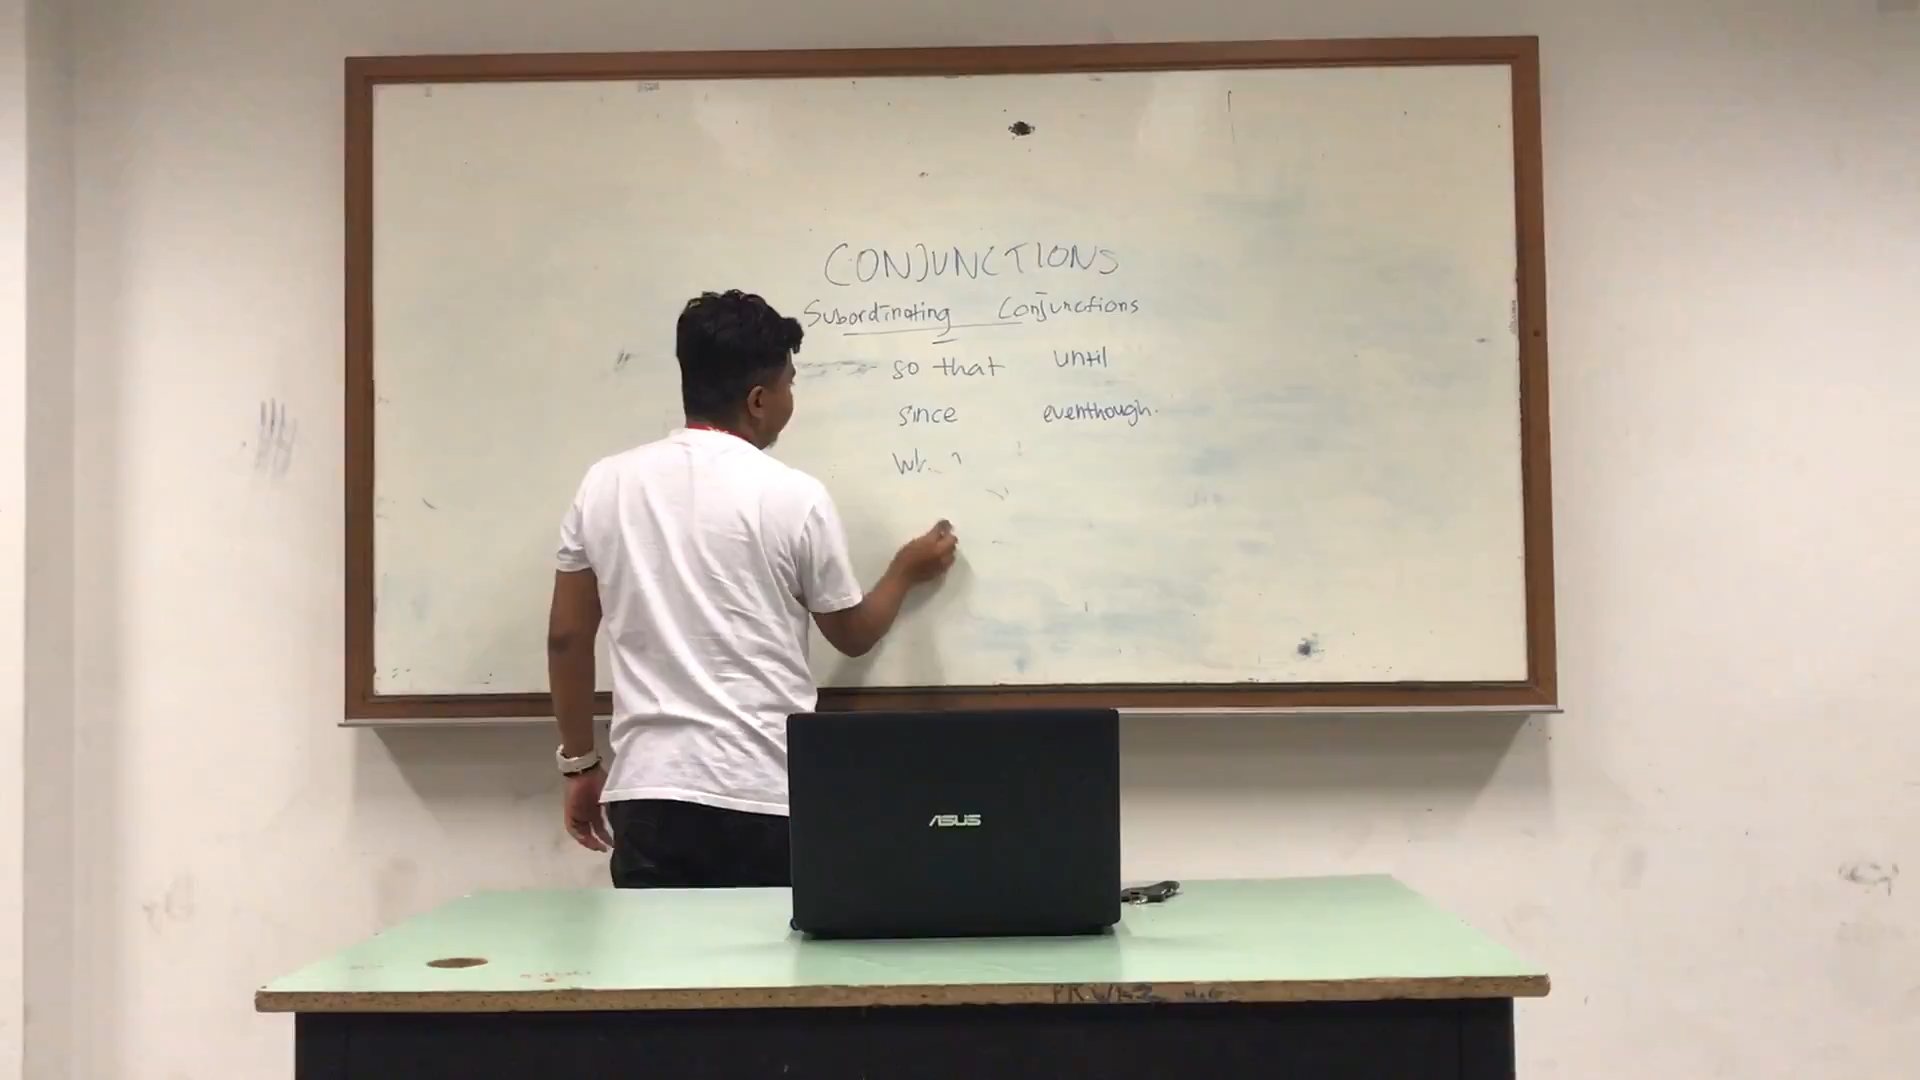 CONJUNCTIONS
Subordinating Conjunctions
so that until
since eventhough.
ASUS